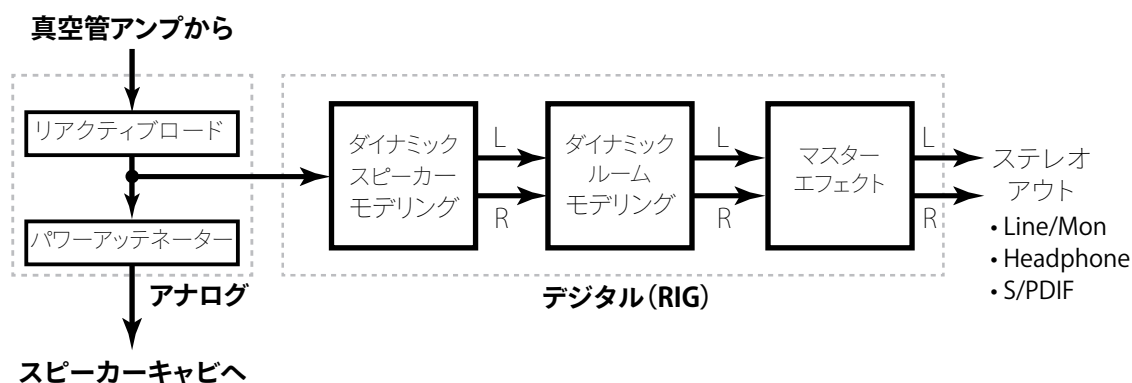 真空管アンプから
リアクティブロード
パワーアッテネーター
アナログ
スピーカーキャビへ
ダイナミック
スピーカー
モデリング
L
R
ダイナミック
ルーム
モデリング
L
R
マスター
エフェクト
L
R
デジタル（RIG）
ステレオ
アウト
• Line/Mon
• Headphone
• S/PDIF